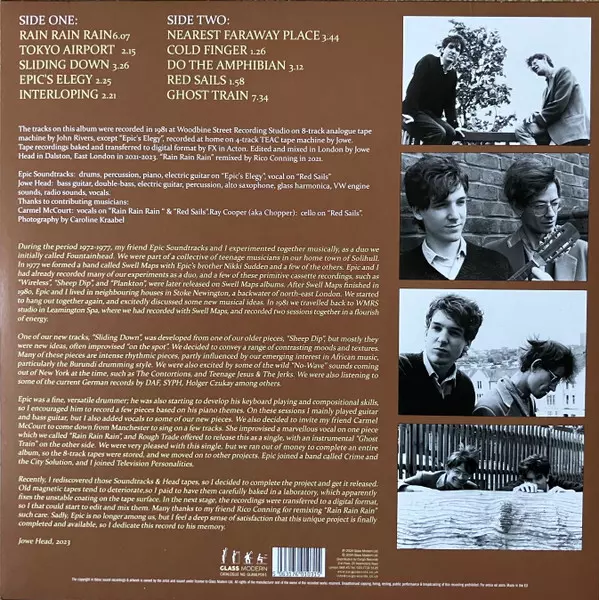 SIDE ONE:
RAIN RAIN RAIN 6.07
TOKYO AIRPORT 2.15
SLIDING DOWN 3.26
EPIC'S ELEGY 2.25
INTERLOPING 2.21
SIDE TWO:
NEAREST FARAWAY PLACE 3.44
COLD FINGER 1.26
DO THE AMPHIBIAN 3.12
RED SAILS 1.58
GHOST TRAIN 7.34
The tracks on this album were recorded in 1981 at Woodbine Street Recording Studio on 8-track analogue tape
machine by John Rivers, except "Epic's Elegy", recorded at home on 4-track TEAC tape machine by Jowe.
Tape recordings baked and transferred to digital format by FX in Acton. Edited and mixed in London by Jowe
Head in Dalston, East London in 2021-2023. "Rain Rain Rain" remixed by Rico Conning in 2021.
Epic Soundtracks: drums, percussion, piano, electric guitar on "Epic's Elegy", vocal on "Red Sails"
Jowe Head: bass guitar, double-bass, electric guitar, percussion, alto saxophone, glass harmonica, VW engine
sounds, radio sounds, vocals.
Thanks to contributing musicians:
Carmel McCourt: vocals on "Rain Rain Rain " & "Red Sails".Ray Cooper (aka Chopper): cello on "Red Sails".
Photography by Caroline Kraabel
During the period 1972-1977, my friend Epic Soundtracks and I experimented together musically, as a duo we
initially called Fountainhead. We were part of a collective of teenage musicians in our home town of Solihull.
In 1977 we formed a band called Swell Maps with Epic's brother Nikki Sudden and a few of the others. Epic and I
had already recorded many of our experiments as a duo, and a few of these primitive cassette recordings, such as
"Wireless", "Sheep Dip", and "Plankton", were later released on Swell Maps albums. After Swell Maps finished in
1980, Epic and I lived in neighbouring houses in Stoke Newington, a backwater of north-east London. We started
to hang out together again, and excitedly discussed some new musical ideas. In 1981 we travelled back to WMRS
studio in Leamington Spa, where we had recorded with Swell Maps, and recorded two sessions together in a flourish
of energy.
One of our new tracks, "Sliding Down", was developed from one of our older pieces, "Sheep Dip", but mostly they
were new ideas, often improvised "on the spot". We decided to convey a range of contrasting moods and textures.
Many of these pieces are intense rhythmic pieces, partly influenced by our emerging interest in African music,
particularly the Burundi drumming style. We were also excited by some of the wild "No-Wave" sounds coming
out of New York at the time, such as The Contortions, and Teenage Jesus & The Jerks. We were also listening to
some of the current German records by DAF, SYPH, Holger Czukay among others.
Epic was a fine, versatile drummer; he was also starting to develop his keyboard playing and compositional skills,
so I encouraged him to record a few pieces based on his piano themes. On these sessions I mainly played guitar
and bass guitar, but I also added vocals to some of our new pieces. We also decided to invite my friend Carmel
McCourt to come down from Manchester to sing on a few tracks. She improvised a marvellous vocal on one piece
which we called "Rain Rain Rain", and Rough Trade offered to release this as a single, with an instrumental "Ghost
Train" on the other side. We were very pleased with this single, but we ran out of money to complete an entire
album, so the 8-track tapes were stored, and we moved on to other projects. Epic joined a band called Crime and
the City Solution, and I joined Television Personalities.
Recently, I rediscovered those Soundtracks & Head tapes, so I decided to complete the project and get it released.
Old magnetic tapes tend to deteriorate,so I paid to have them carefully baked in a laboratory, which apparently
fixes the unstable coating on the tape surface. In the next stage, the recordings were transferred to a digital format,
so that I could start to edit and mix them. Many thanks to my friend Rico Conning for remixing "Rain Rain Rain"
such care. Sadly, Epic is no longer among us, but I feel a deep sense of satisfaction that this unique project is finally
completed and available, so I dedicate this record to his memory.
Jowe Head, 2023
GLASS MODERN